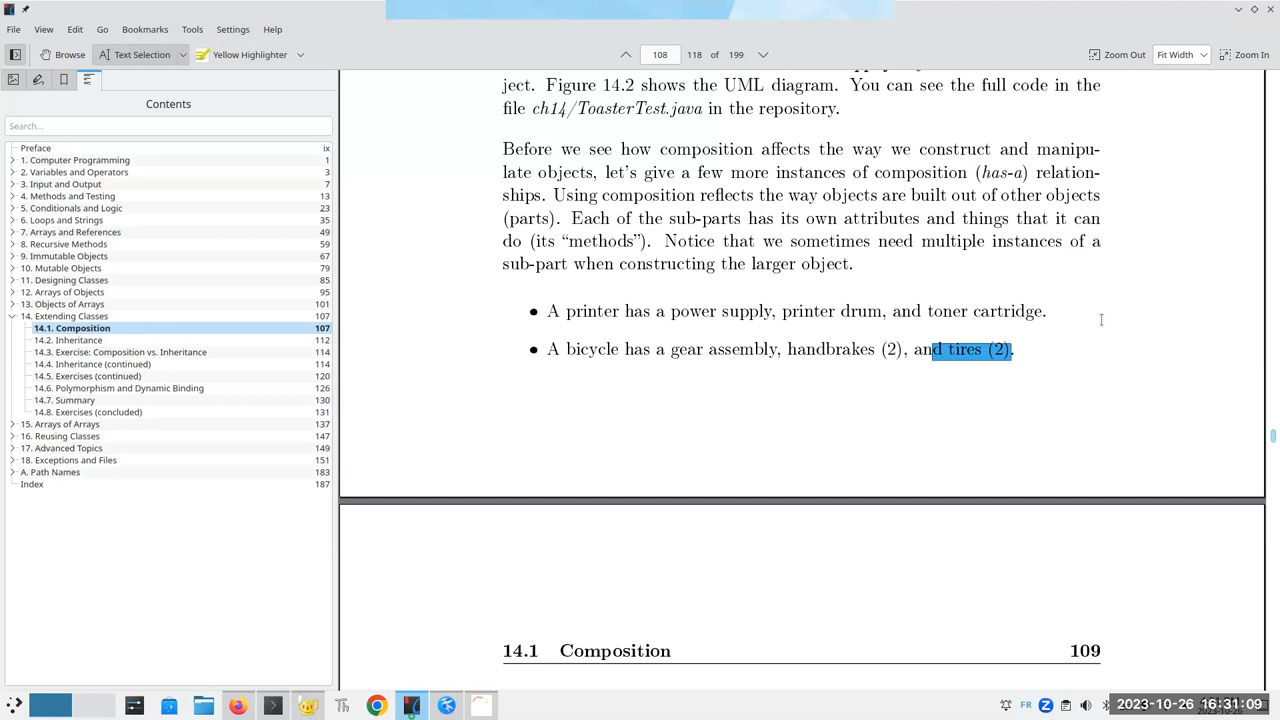 File View Edit Go Bookmarks Tools Settings Help
Browse Text Selection Yellow Highlighter 108 118 of 199 Zoom Out Fit Width Zoom In
Contents
Search...
Preface ix
1. Computer Programming 1
2. Variables and Operators 3
3. Input and Output 7
4. Methods and Testing 13
5. Conditionals and Logic 23
6. Loops and Strings 35
7. Arrays and References 49
8. Recursive Methods 59
9. Immutable Objects 67
10. Mutable Objects 79
11. Designing Classes 85
12. Arrays of Objects 95
13. Objects of Arrays 101
14. Extending Classes 107
14.1. Composition 107
14.2. Inheritance 112
14.3. Exercise: Composition vs. Inheritance 114
14.4. Inheritance (continued) 114
14.5. Exercises (continued) 120
14.6. Polymorphism and Dynamic Binding 126
14.7. Summary 130
14.8. Exercises (concluded) 131
15. Arrays of Arrays 137
16. Reusing Classes 147
17. Advanced Topics 149
18. Exceptions and Files 151
A. Path Names 183
Index 187
ject. Figure 14.2 shows the UML diagram. You can see the full code in the
file ch14/ToasterTest.java in the repository.
Before we see how composition affects the way we construct and manipu-
late objects, let's give a few more instances of composition (has-a) relation-
ships. Using composition reflects the way objects are built out of other objects
(parts). Each of the sub-parts has its own attributes and things that it can
do (its “methods”). Notice that we sometimes need multiple instances of a
sub-part when constructing the larger object.
• A printer has a power supply, printer drum, and toner cartridge.
• A bicycle has a gear assembly, handbrakes (2), and tires (2).
14.1 Composition 109
Th FR 2023-10-26 16:31:09